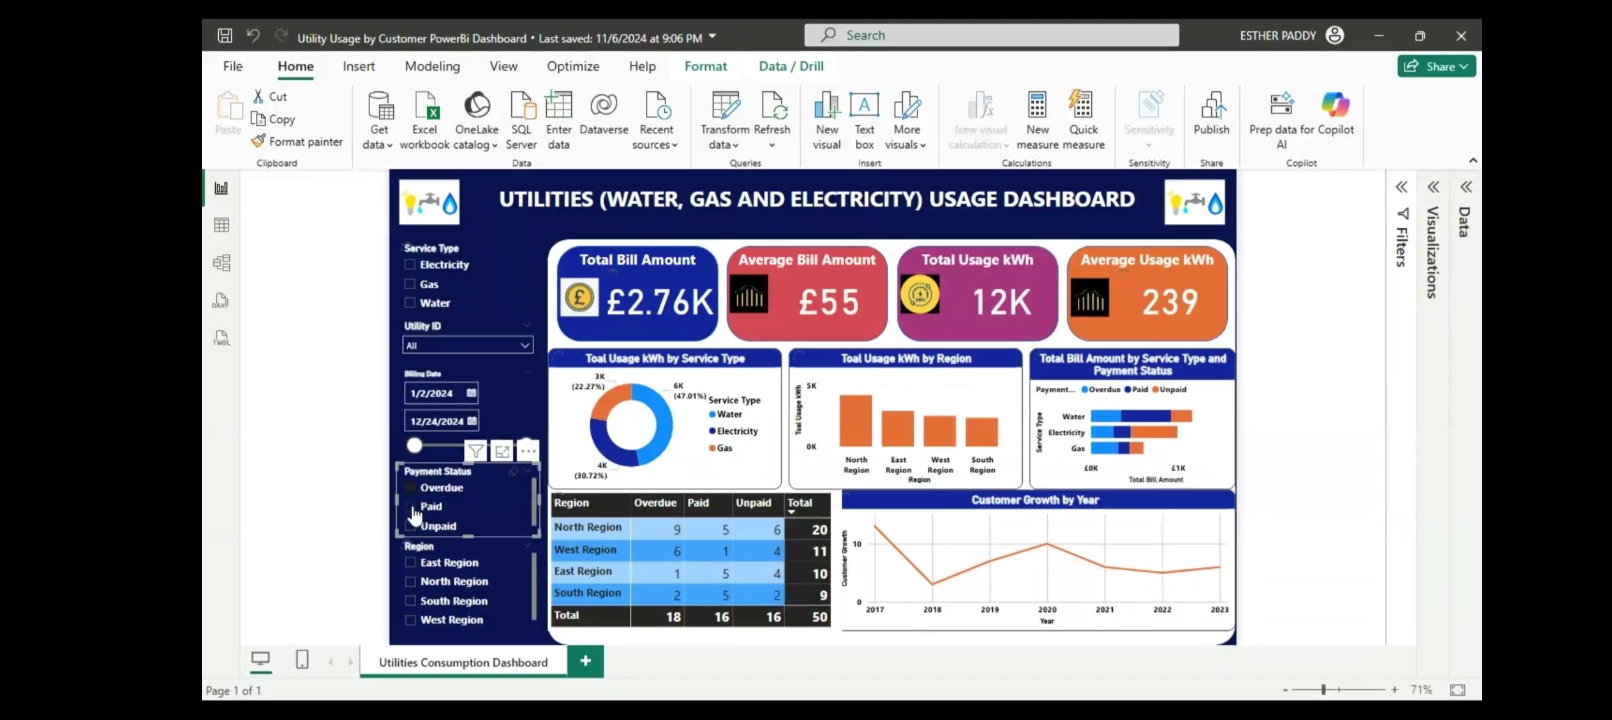 Utility Usage by Customer PowerBi Dashboard • Last saved: 11/6/2024 at 9:06 PM
Search
ESTHER PADDY
File Home Insert Modeling View Optimize Help Format Data / Drill
Share
Paste
Cut
Copy
Format painter
Clipboard
Get data
Excel workbook
OneLake catalog
SQL Server
Enter data
Dataverse
Recent sources
Data
Transform data
Refresh
Queries
New visual
Text box
More visuals
Insert
New visual calculation
New measure
Quick measure
Calculations
Sensitivity
Sensitivity
Publish
Share
Prep data for AI
Copilot
Copilot
UTILITIES (WATER, GAS AND ELECTRICITY) USAGE DASHBOARD
Service Type
Electricity
Gas
Water
Utility ID
All
Billing Date
1/2/2024
12/24/2024
Payment Status
Overdue
Paid
Unpaid
Region
East Region
North Region
South Region
West Region
Total Bill Amount
£2.76K
Average Bill Amount
£55
Total Usage kWh
12K
Average Usage kWh
239
Toal Usage kWh by Service Type
3K
(22.27%)
6K
(47.01%)
4K
(30.72%)
Service Type
Water
Electricity
Gas
Toal Usage kWh by Region
Toal Usage kWh
5K
0K
North Region
East Region
West Region
South Region
Region
Total Bill Amount by Service Type and
Payment Status
Payment... Overdue Paid Unpaid
Service Type
Water
Electricity
Gas
£0K £1K
Total Bill Amount
Region Overdue Paid Unpaid Total
North Region 9 5 6 20
West Region 6 1 4 11
East Region 1 5 4 10
South Region 2 5 2 9
Total 18 16 16 50
Customer Growth by Year
Customer Growth
10
0
2017 2018 2019 2020 2021 2022 2023
Year
Filters
Visualizations
Data
Utilities Consumption Dashboard
Page 1 of 1
71%